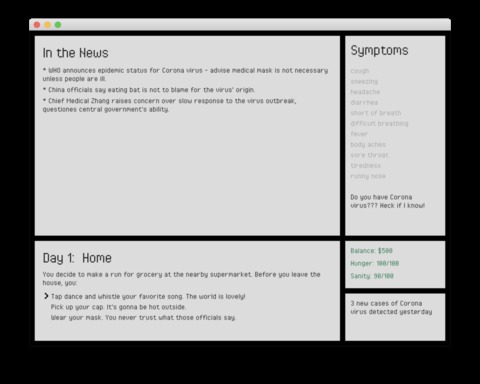 In the News
* WHO announces epidemic status for Corona virus - advise medical mask is not necessary
unless people are ill.
* China officials say eating bat is not to blame for the virus' origin.
* Chief Medical Zhang raises concern over slow response to the virus outbreak,
questiones central government's ability.
Symptoms
cough
sneezing
headache
diarrhea
short of breath
difficult breathing
fever
body aches
sore throat
tiredness
runny nose
Do you have Corona
virus??? Heck if I know!
Day 1: Home
You decide to make a run for grocery at the nearby supermarket. Before you leave the
house, you:
Tap dance and whistle your favorite song. The world is lovely!
Pick up your cap. It's gonna be hot outside.
Wear your mask. You never trust what those officials say.
Balance: $500
Hunger: 100/100
Sanity: 90/100
3 new cases of Corona
virus detected yesterday